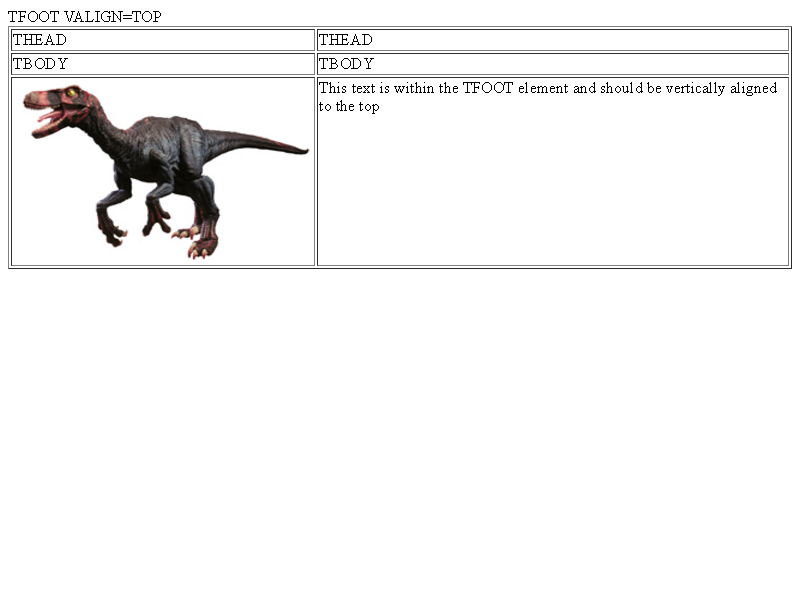 TFOOT VALIGN=TOP
THEAD THEAD
TBODY TBODY
This text is within the TFOOT element and should be vertically aligned
to the top